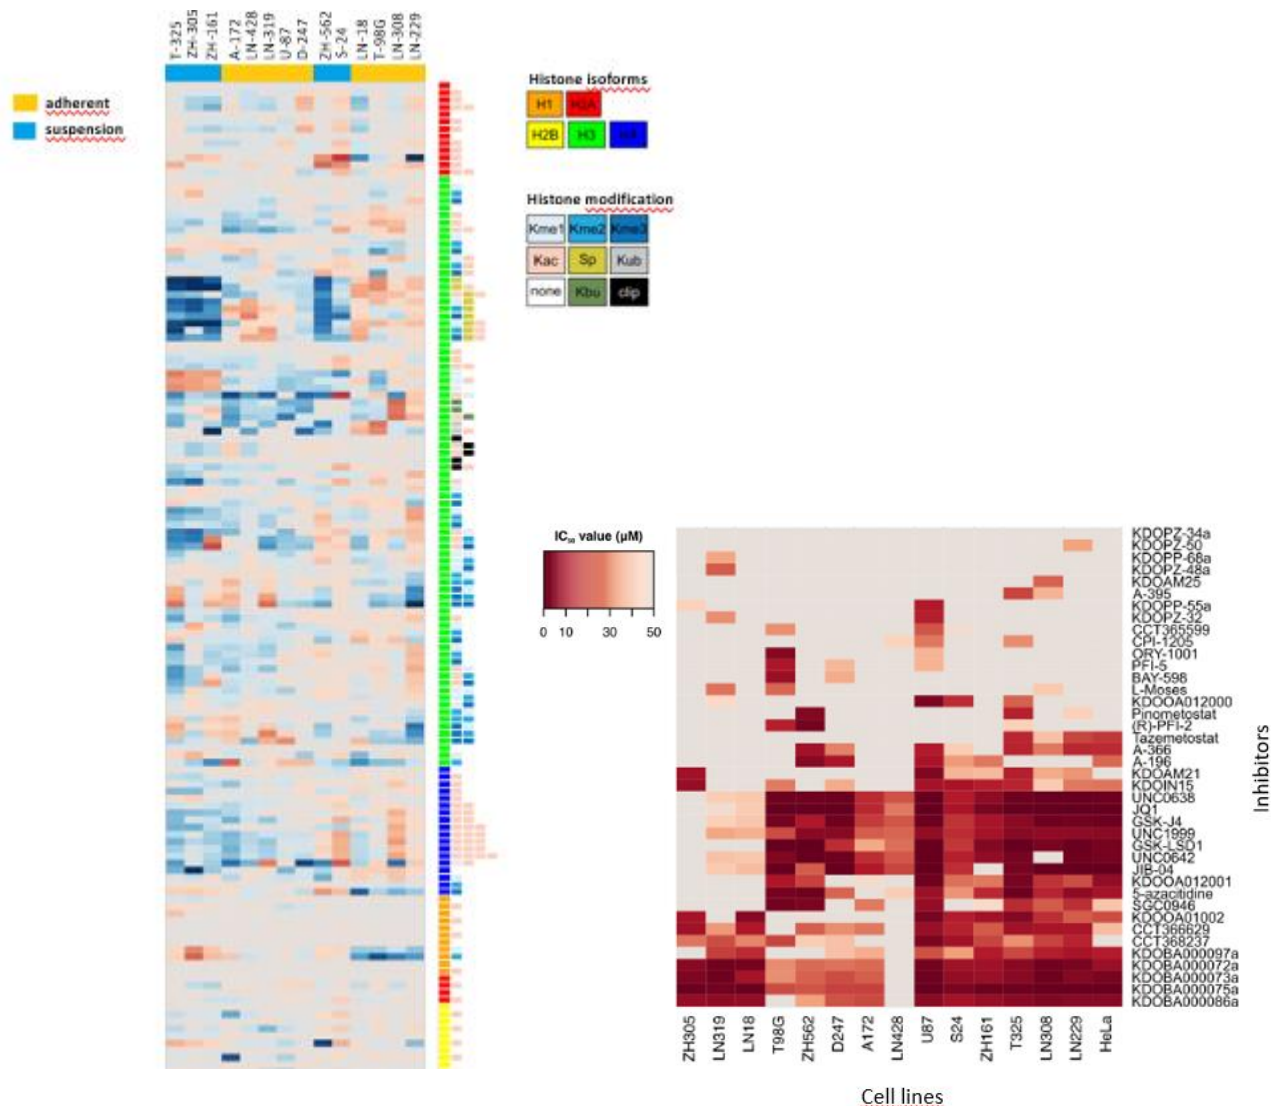 T-325
ZH-305
ZH-161
A-172
LN-428
LN-319
U-87
D-247
ZH-562
S-24
LN-18
T-98G
LN-308
LN-229
adherent
suspension
Histone isoforms
H1 H2A
H2B H3 H4
Histone modification
Kme1 Kme2 Kme3
Kac Sp Kub
none Kbu clip
IC₅₀ value (µM)
0 10 30 50
KDOPZ-34a
KDOPZ-50
KDOPP-68a
KDOPZ-48a
KDOAM25
A-395
KDOPP-55a
KDOPZ-32
CCT365599
CPI-1205
ORY-1001
PFI-5
BAY-598
L-Moses
KDOOA012000
Pinometostat
(R)-PFI-2
Tazemetostat
A-366
A-196
KDOAM21
KDOIN15
UNC0638
JQ1
GSK-J4
UNC1999
GSK-LSD1
UNC0642
JIB-04
KDOOA012001
5-azacitidine
SGC0946
KDOOA01002
CCT366629
CCT368237
KDOBA000097a
KDOBA000072a
KDOBA000073a
KDOBA000075a
KDOBA000086a
Inhibitors
ZH305
LN319
LN18
T98G
ZH562
D247
A172
LN428
U87
S24
ZH161
T325
LN308
LN229
HeLa
Cell lines